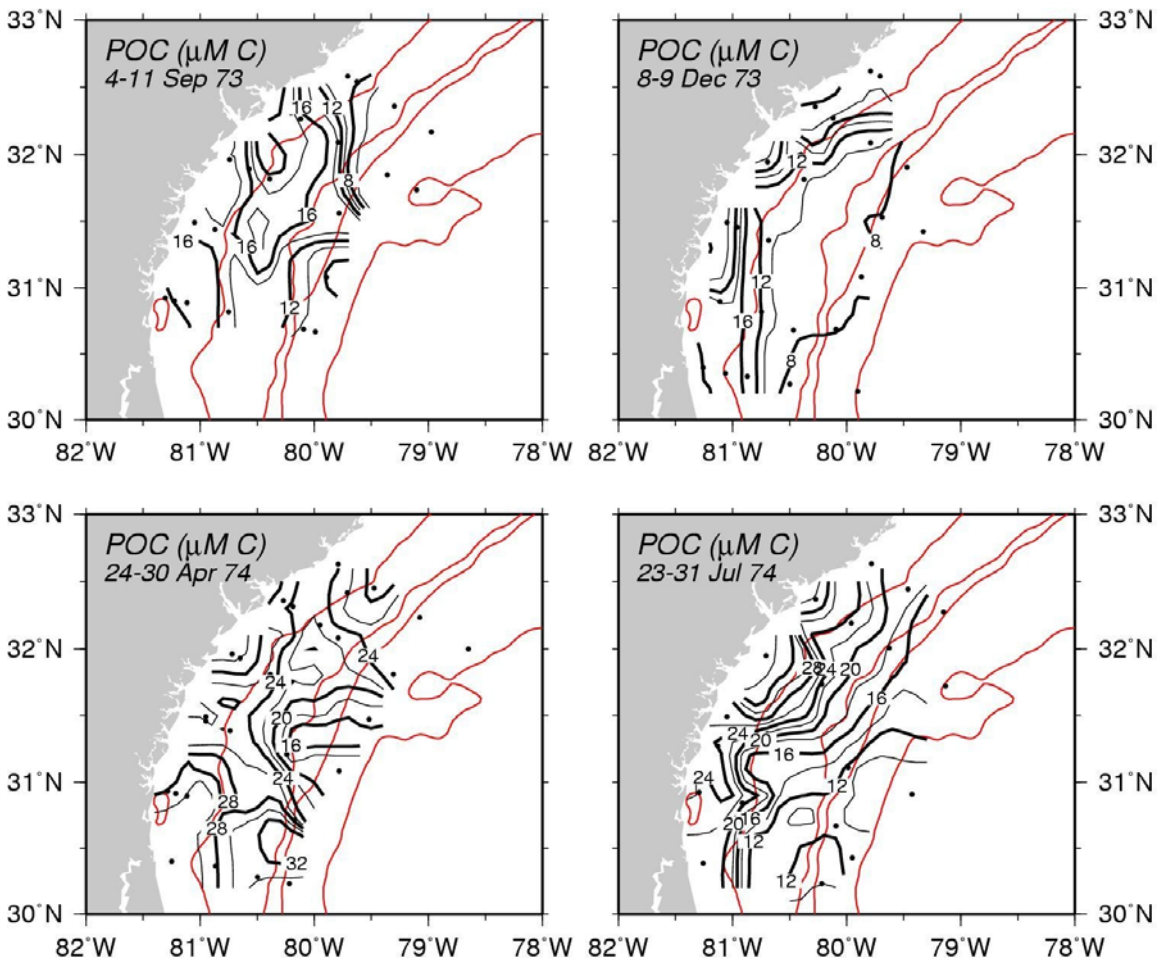 33°N
POC (μM C)
4-11 Sep 73
16
12
32°N
8
16
16
16
31°N
12
30°N
82°W
81°W
80°W
79°W
78°W
POC (μM C)
8-9 Dec 73
33°N
12
32°N
8
12
31°N
16
8
30°N
82°W
81°W
80°W
79°W
78°W
33°N
POC (μM C)
24-30 Apr 74
32°N
24
24
20
16
31°N
24
28
28
32
30°N
82°W
81°W
80°W
79°W
78°W
POC (μM C)
23-31 Jul 74
33°N
32°N
28
24
20
16
24
20
16
31°N
24
12
20
16
12
12
30°N
82°W
81°W
80°W
79°W
78°W